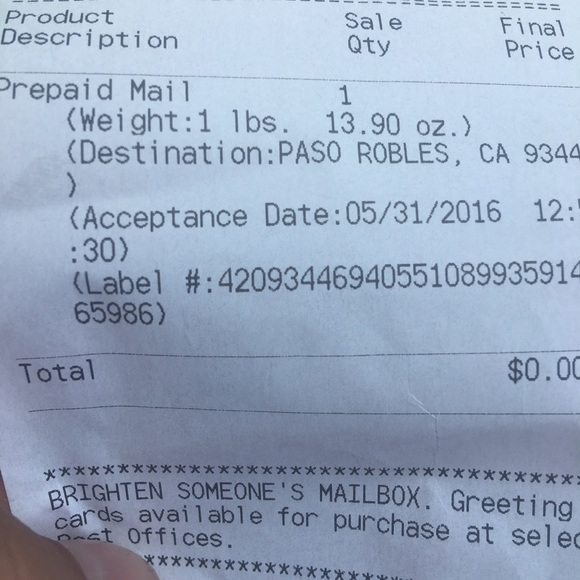 Product Sale Final
Description Qty Price
Prepaid Mail 1
(Weight:1 lbs. 13.90 oz.)
(Destination:PASO ROBLES, CA 9344
)
(Acceptance Date:05/31/2016 12:
:30)
(Label #:42093446940551089935914
65986)
Total $0.00
****************************************
BRIGHTEN SOMEONE'S MAILBOX. Greeting
cards available for purchase at selec
Post Offices.
****************************